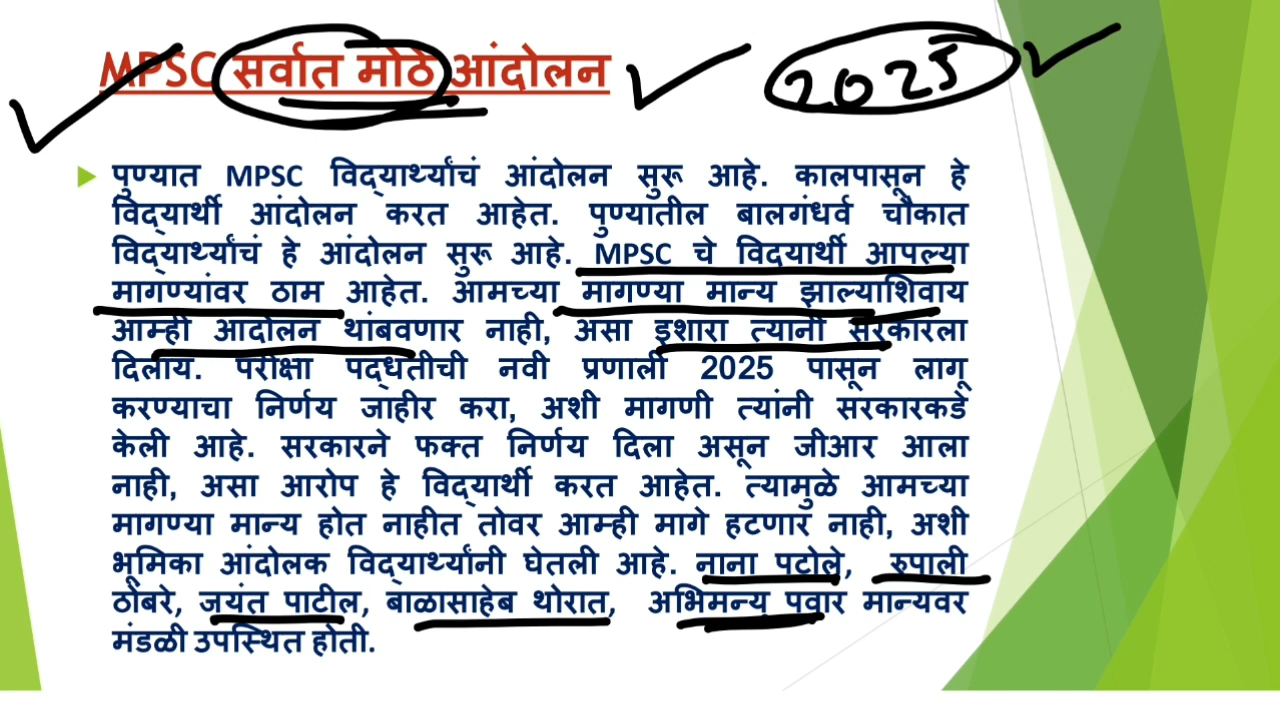 MPSC सर्वात मोठे आंदोलन 2025
पुण्यात MPSC विद्यार्थ्यांचं आंदोलन सुरू आहे. कालपासून हे
विद्यार्थी आंदोलन करत आहेत. पुण्यातील बालगंधर्व चौकात
विद्यार्थ्यांचं हे आंदोलन सुरू आहे. MPSC चे विदयार्थी आपल्या
मागण्यांवर ठाम आहेत. आमच्या मागण्या मान्य झाल्याशिवाय
आम्ही आंदोलन थांबवणार नाही, असा इशारा त्यांनी सरकारला
दिलाय. परीक्षा पद्धतीची नवी प्रणाली 2025 पासून लागू
करण्याचा निर्णय जाहीर करा, अशी मागणी त्यांनी सरकारकडे
केली आहे. सरकारने फक्त निर्णय दिला असून जीआर आला
नाही, असा आरोप हे विद्यार्थी करत आहेत. त्यामुळे आमच्या
मागण्या मान्य होत नाहीत तोवर आम्ही मागे हटणार नाही, अशी
भूमिका आंदोलक विद्यार्थ्यांनी घेतली आहे. नाना पटोले, रुपाली
ठोंबरे, जयंत पाटील, बाळासाहेब थोरात, अभिमन्यु पवार मान्यवर
मंडळी उपस्थित होती.